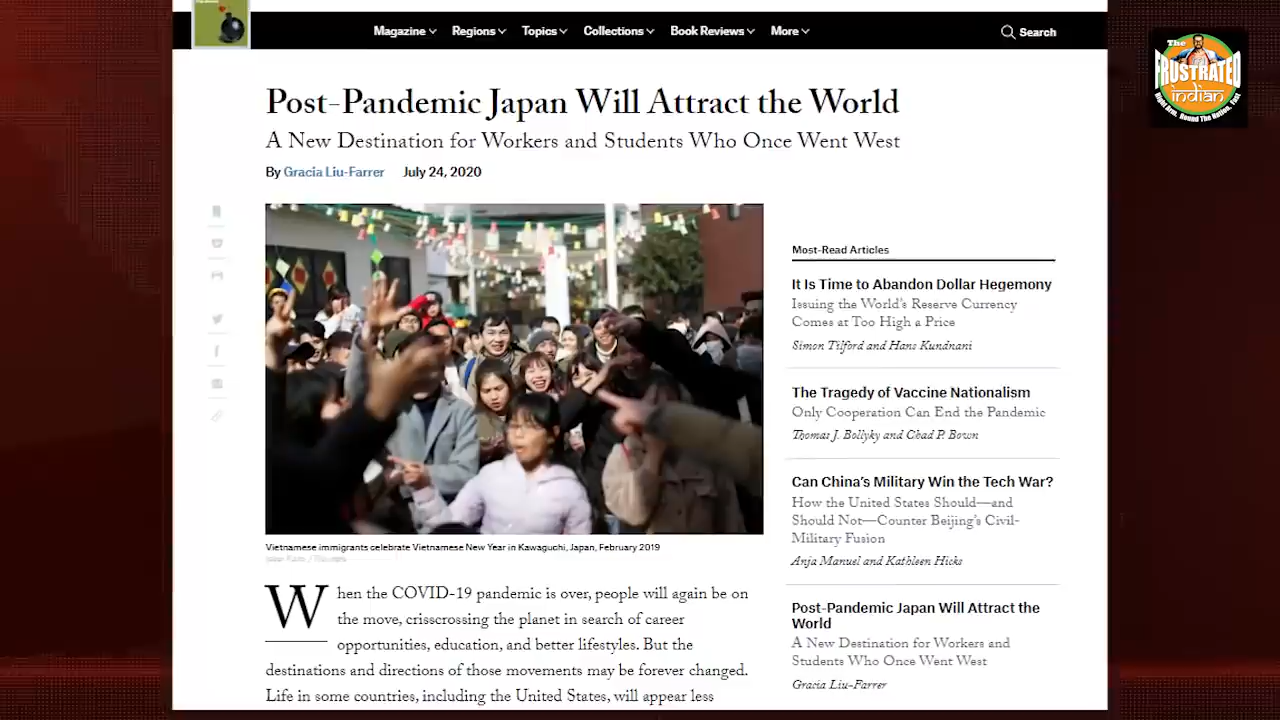 Magazine
Regions
Topics
Collections
Book Reviews
More
Search
The
FRUSTRATED
indian
Post-Pandemic Japan Will Attract the World
A New Destination for Workers and Students Who Once Went West
By Gracia Liu-Farrer July 24, 2020
Vietnamese immigrants celebrate Vietnamese New Year in Kawaguchi, Japan, February 2019
When the COVID-19 pandemic is over, people will again be on
the move, crisscrossing the planet in search of career
opportunities, education, and better lifestyles. But the
destinations and directions of those movements may be forever changed.
Life in some countries, including the United States, will appear less
Most-Read Articles
It Is Time to Abandon Dollar Hegemony
Issuing the World's Reserve Currency
Comes at Too High a Price
Simon Tilford and Hans Kundnani
The Tragedy of Vaccine Nationalism
Only Cooperation Can End the Pandemic
Thomas J. Bollyky and Chad P. Bown
Can China's Military Win the Tech War?
How the United States Should—and
Should Not—Counter Beijing's Civil-
Military Fusion
Anja Manuel and Kathleen Hicks
Post-Pandemic Japan Will Attract the
World
A New Destination for Workers and
Students Who Once Went West
Gracia Liu-Farrer